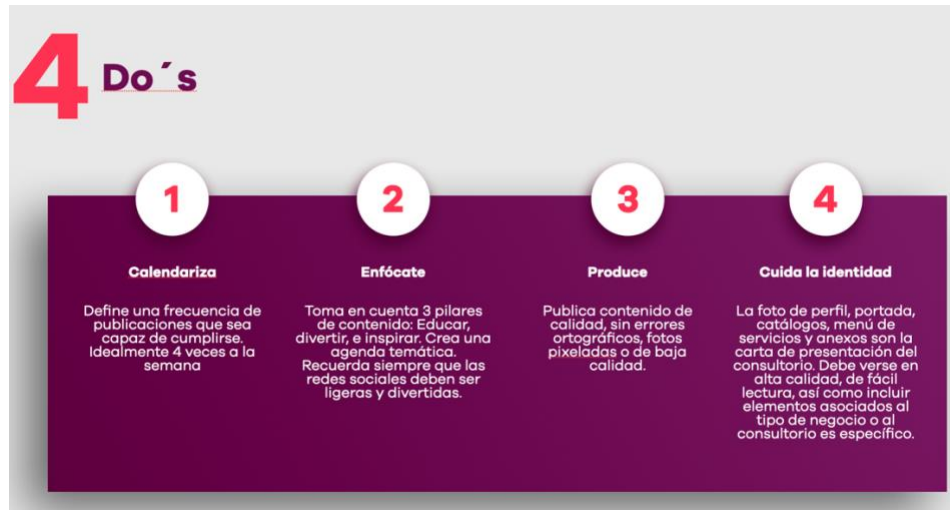 4 Do´s
1
Calendariza
Define una frecuencia de
publicaciones que sea
capaz de cumplirse.
Idealmente 4 veces a la
semana
2
Enfócate
Toma en cuenta 3 pilares
de contenido: Educar,
divertir, e inspirar. Crea una
agenda temática.
Recuerda siempre que las
redes sociales deben ser
ligeras y divertidas.
3
Produce
Publica contenido de
calidad, sin errores
ortográficos, fotos
pixeladas o de baja
calidad.
4
Cuida la identidad
La foto de perfil, portada,
catálogos, menú de
servicios y anexos son la
carta de presentación del
consultorio. Debe verse en
alta calidad, de fácil
lectura, así como incluir
elementos asociados al
tipo de negocio o al
consultorio es específico.